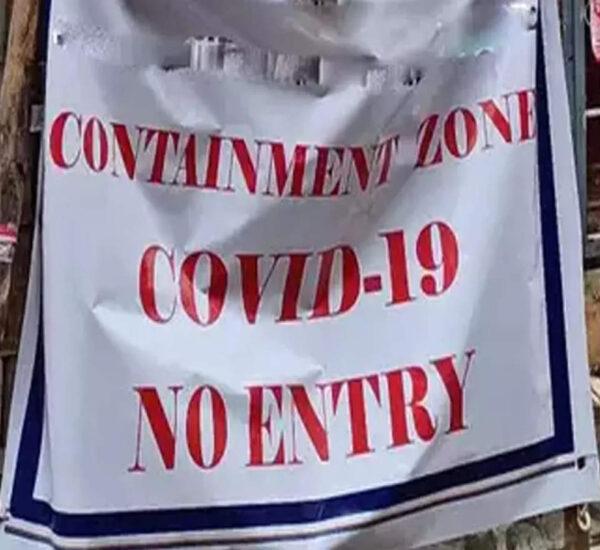 CONTAINMENT ZONE
COVID-19
NO ENTRY